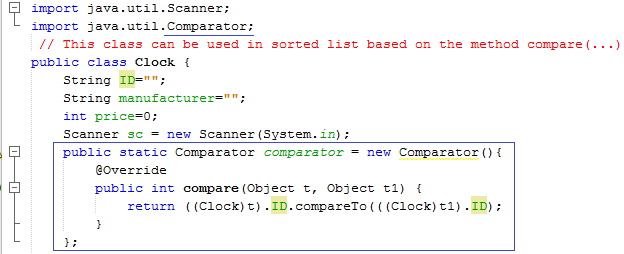 import java.util.Scanner;
import java.util.Comparator;
// This class can be used in sorted list based on the method compare(...)
public class Clock {
String ID="";
String manufacturer="";
int price=0;
Scanner sc = new Scanner(System.in);
public static Comparator comparator = new Comparator(){
@Override
public int compare(Object t, Object t1) {
return ((Clock)t).ID.compareTo(((Clock)t1).ID);
}
};